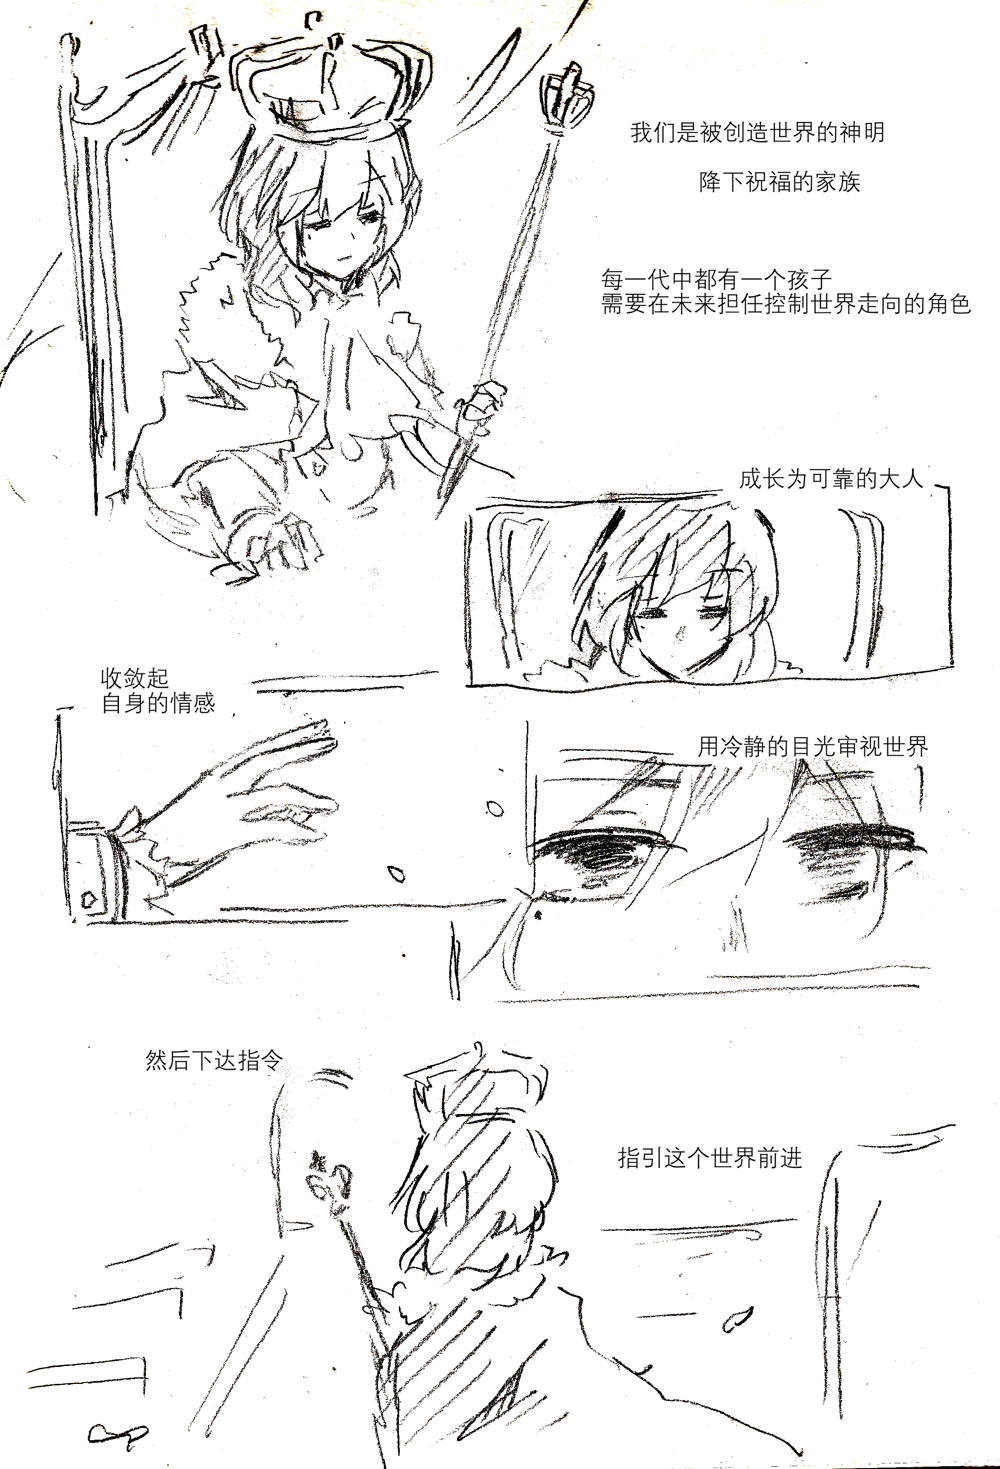 我们是被创造世界的神明
降下祝福的家族
每一代中都有一个孩子
需要在未来担任控制世界走向的角色
成长为可靠的大人
收敛起
自身的情感
用冷静的目光审视世界
然后下达指令
指引这个世界前进